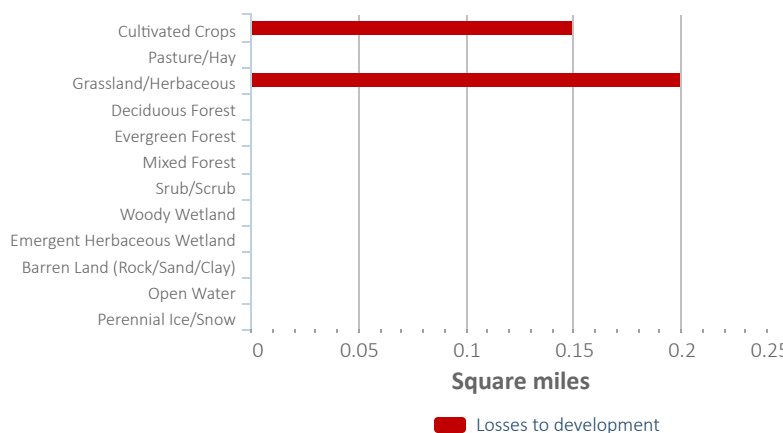 Cultivated Crops
Pasture/Hay
Grassland/Herbaceous
Deciduous Forest
Evergreen Forest
Mixed Forest
Srub/Scrub
Woody Wetland
Emergent Herbaceous Wetland
Barren Land (Rock/Sand/Clay)
Open Water
Perennial Ice/Snow
0 0.05 0.1 0.15 0.2 0.25
Square miles
Losses to development